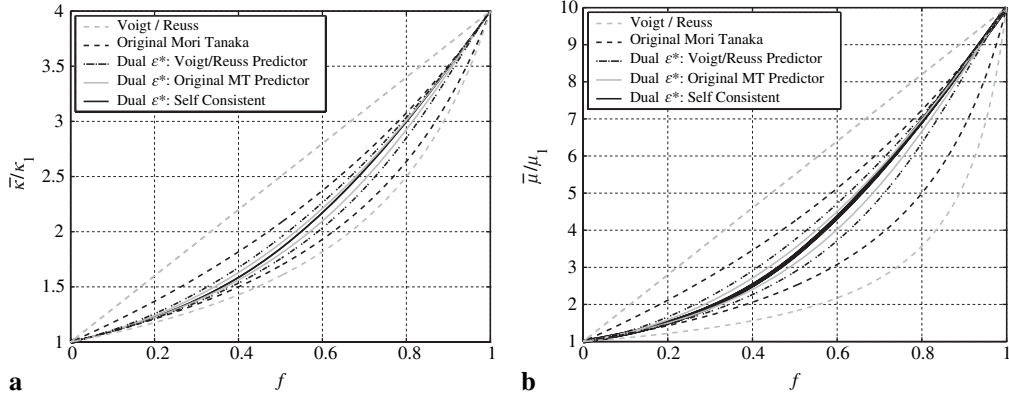 4
3.5
3
2.5
2
1.5
1
0
0.2
0.4
0.6
0.8
1
κ̄/κ₁
f
Voigt / Reuss
Original Mori Tanaka
Dual ε*: Voigt/Reuss Predictor
Dual ε*: Original MT Predictor
Dual ε*: Self Consistent
a
10
9
8
7
6
5
4
3
2
1
0
0.2
0.4
0.6
0.8
1
μ̄/μ₁
f
Voigt / Reuss
Original Mori Tanaka
Dual ε*: Voigt/Reuss Predictor
Dual ε*: Original MT Predictor
Dual ε*: Self Consistent
b